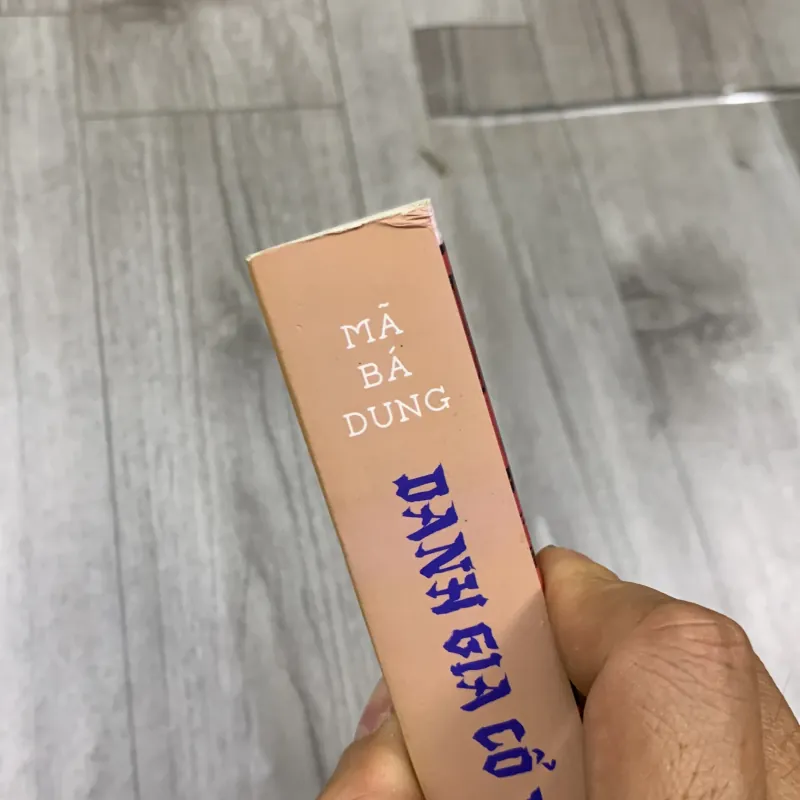 MÃ
BÁ
DUNG
DANH GIA CỔ